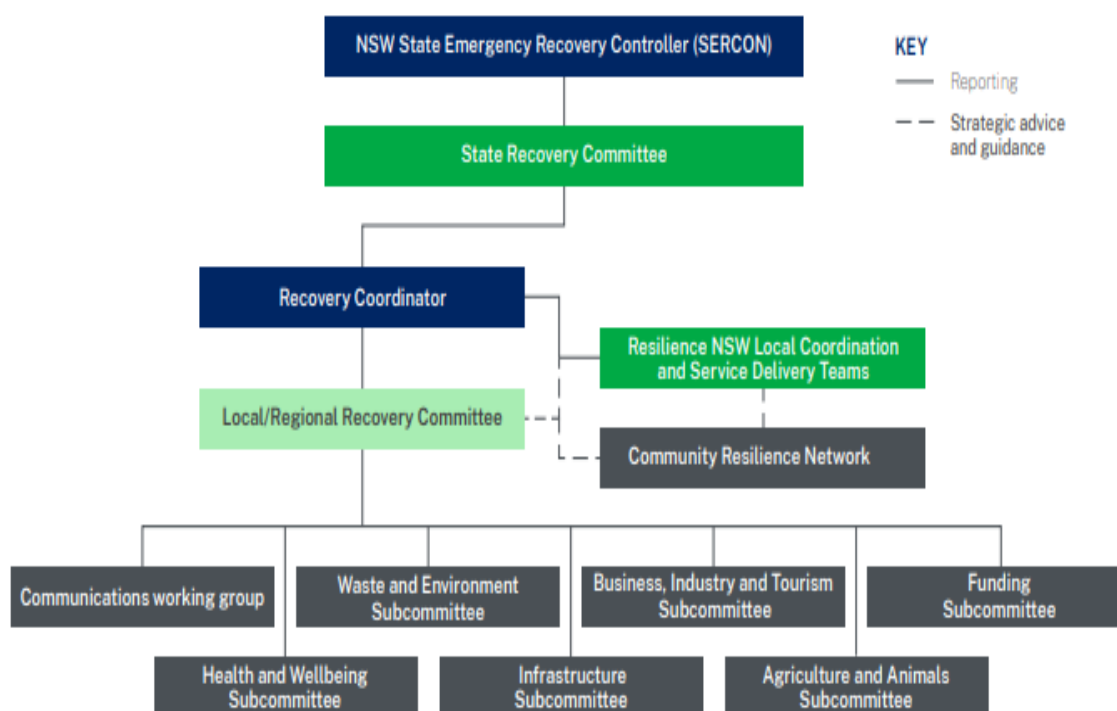 NSW State Emergency Recovery Controller (SERCON)
KEY
Reporting
Strategic advice
and guidance
State Recovery Committee
Recovery Coordinator
Resilience NSW Local Coordination
and Service Delivery Teams
Local/Regional Recovery Committee
Community Resilience Network
Communications working group
Waste and Environment
Subcommittee
Business, Industry and Tourism
Subcommittee
Funding
Subcommittee
Health and Wellbeing
Subcommittee
Infrastructure
Subcommittee
Agriculture and Animals
Subcommittee